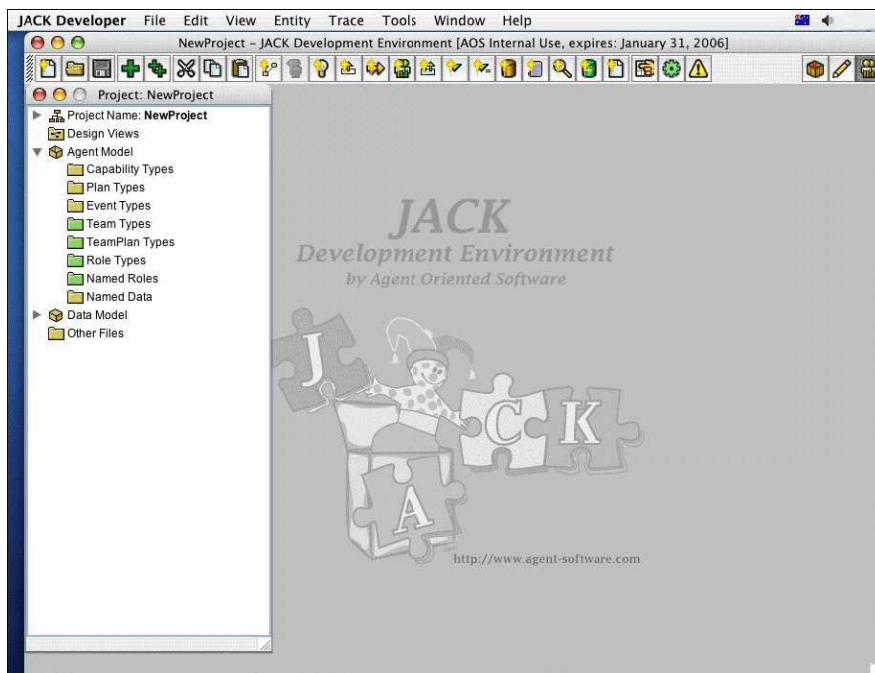 JACK Developer File Edit View Entity Trace Tools Window Help
NewProject – JACK Development Environment [AOS Internal Use, expires: January 31, 2006]
Project: NewProject
Project Name: NewProject
Design Views
Agent Model
Capability Types
Plan Types
Event Types
Team Types
TeamPlan Types
Role Types
Named Roles
Named Data
Data Model
Other Files
JACK
Development Environment
by Agent Oriented Software
J
A
C
K
http://www.agent-software.com